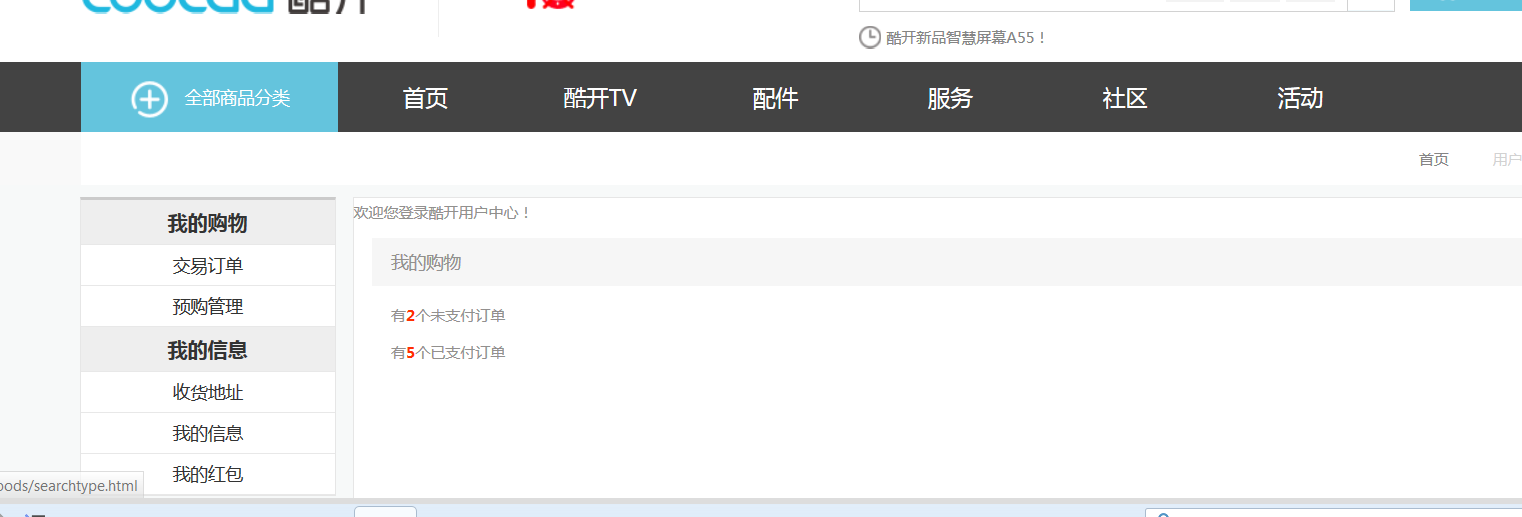 coocaa 酷开
酷开新品智慧屏幕A55！
全部商品分类 首页 酷开TV 配件 服务 社区 活动
首页 用户
我的购物
交易订单
预购管理
我的信息
收货地址
我的信息
我的红包
欢迎您登录酷开用户中心！
我的购物
有2个未支付订单
有5个已支付订单
oods/searchtype.html